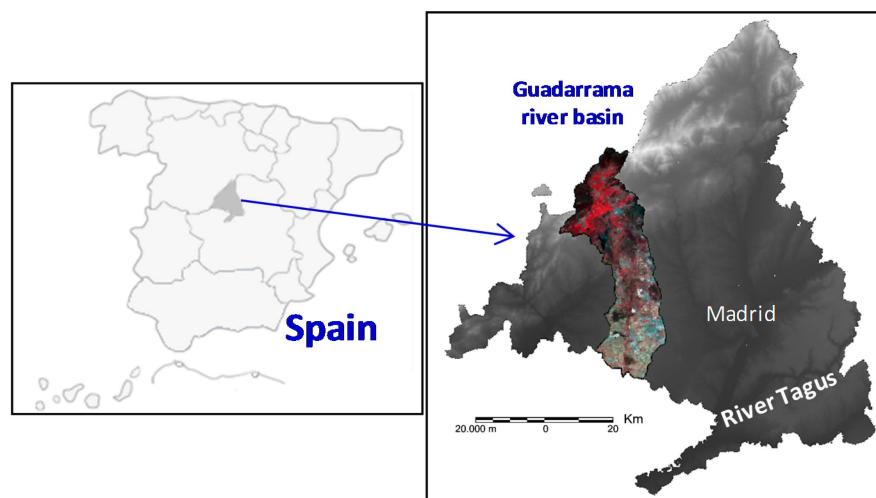 Spain
Guadarrama
river basin
Madrid
River Tagus
Km
20.000 m 0 20